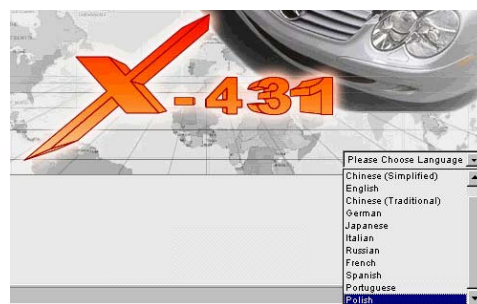 X-431
Please Choose Language
Chinese (Simplified)
English
Chinese (Traditional)
German
Japanese
Italian
Russian
French
Spanish
Portuguese
Polish